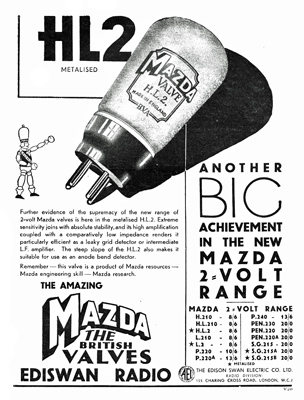 HL2
METALISED
MAZDA
VALVE
H.L.2.
MADE IN ENGLAND
BVA
Further evidence of the supremacy of the new range of
2-volt Mazda valves is here in the metalised H.L.2. Extreme
sensitivity joins with absolute stability, and its high amplification
coupled with a comparatively low impedance renders it
particularly efficient as a leaky grid detector or intermediate
L.F. amplifier. The steep slope of the H.L.2 also makes it
suitable for use as an anode bend detector.
Remember — this valve is a product of Mazda resources —
Mazda engineering skill — Mazda research.
THE AMAZING
MAZDA
THE
BRITISH
VALVES
EDISWAN RADIO
ANOTHER
BIG
ACHIEVEMENT
IN THE NEW
MAZDA
2=VOLT
RANGE
MAZDA 2=VOLT RANGE
H.210 - 8/6 P.240 - 12/6
H.L.210 - 8/6 PEN.220 20/0
★H.L.2 - 8/6 PEN.230 20/0
L.210 - 8/6 PEN.220A 20/0
★L.2 - 8/6 S.G.215 - 20/0
P.220 - 10/6 ★S.G.215A 20/0
P.220A - 13/6 ★S.G.215B 20/0
★ METALISED
THE EDISON SWAN ELECTRIC CO. LTD.
RADIO DIVISION
155, CHARING CROSS ROAD, LONDON, W.C.2